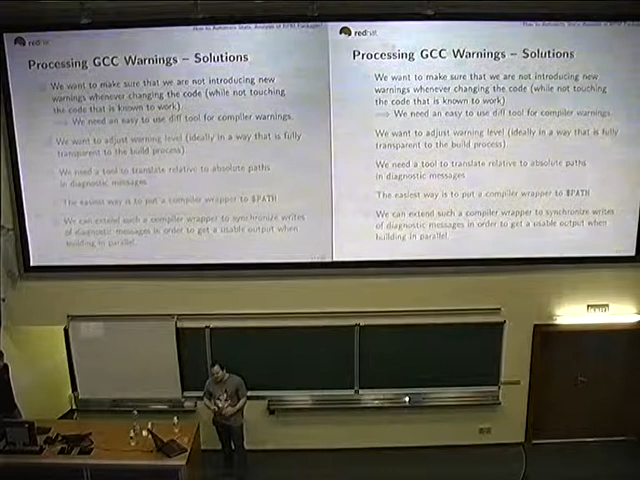 How to Automate Static Analysis of RPM Packages?
redhat
Processing GCC Warnings – Solutions
We want to make sure that we are not introducing new
warnings whenever changing the code (while not touching
the code that is known to work).
⟹ We need an easy to use diff tool for compiler warnings.
We want to adjust warning level (ideally in a way that is fully
transparent to the build process).
We need a tool to translate relative to absolute paths
in diagnostic messages
The easiest way is to put a compiler wrapper to $PATH
We can extend such a compiler wrapper to synchronize writes
of diagnostic messages in order to get a usable output when
building in parallel.
How to Automate Static Analysis of RPM Packages?
redhat
Processing GCC Warnings – Solutions
We want to make sure that we are not introducing new
warnings whenever changing the code (while not touching
the code that is known to work)
⟹ We need an easy to use diff tool for compiler warnings.
We want to adjust warning level (ideally in a way that is fully
transparent to the build process)
We need a tool to translate relative to absolute paths
in diagnostic messages
The easiest way is to put a compiler wrapper to $PATH
We can extend such a compiler wrapper to synchronize writes
of diagnostic messages in order to get a usable output when
building in parallel.
EXIT